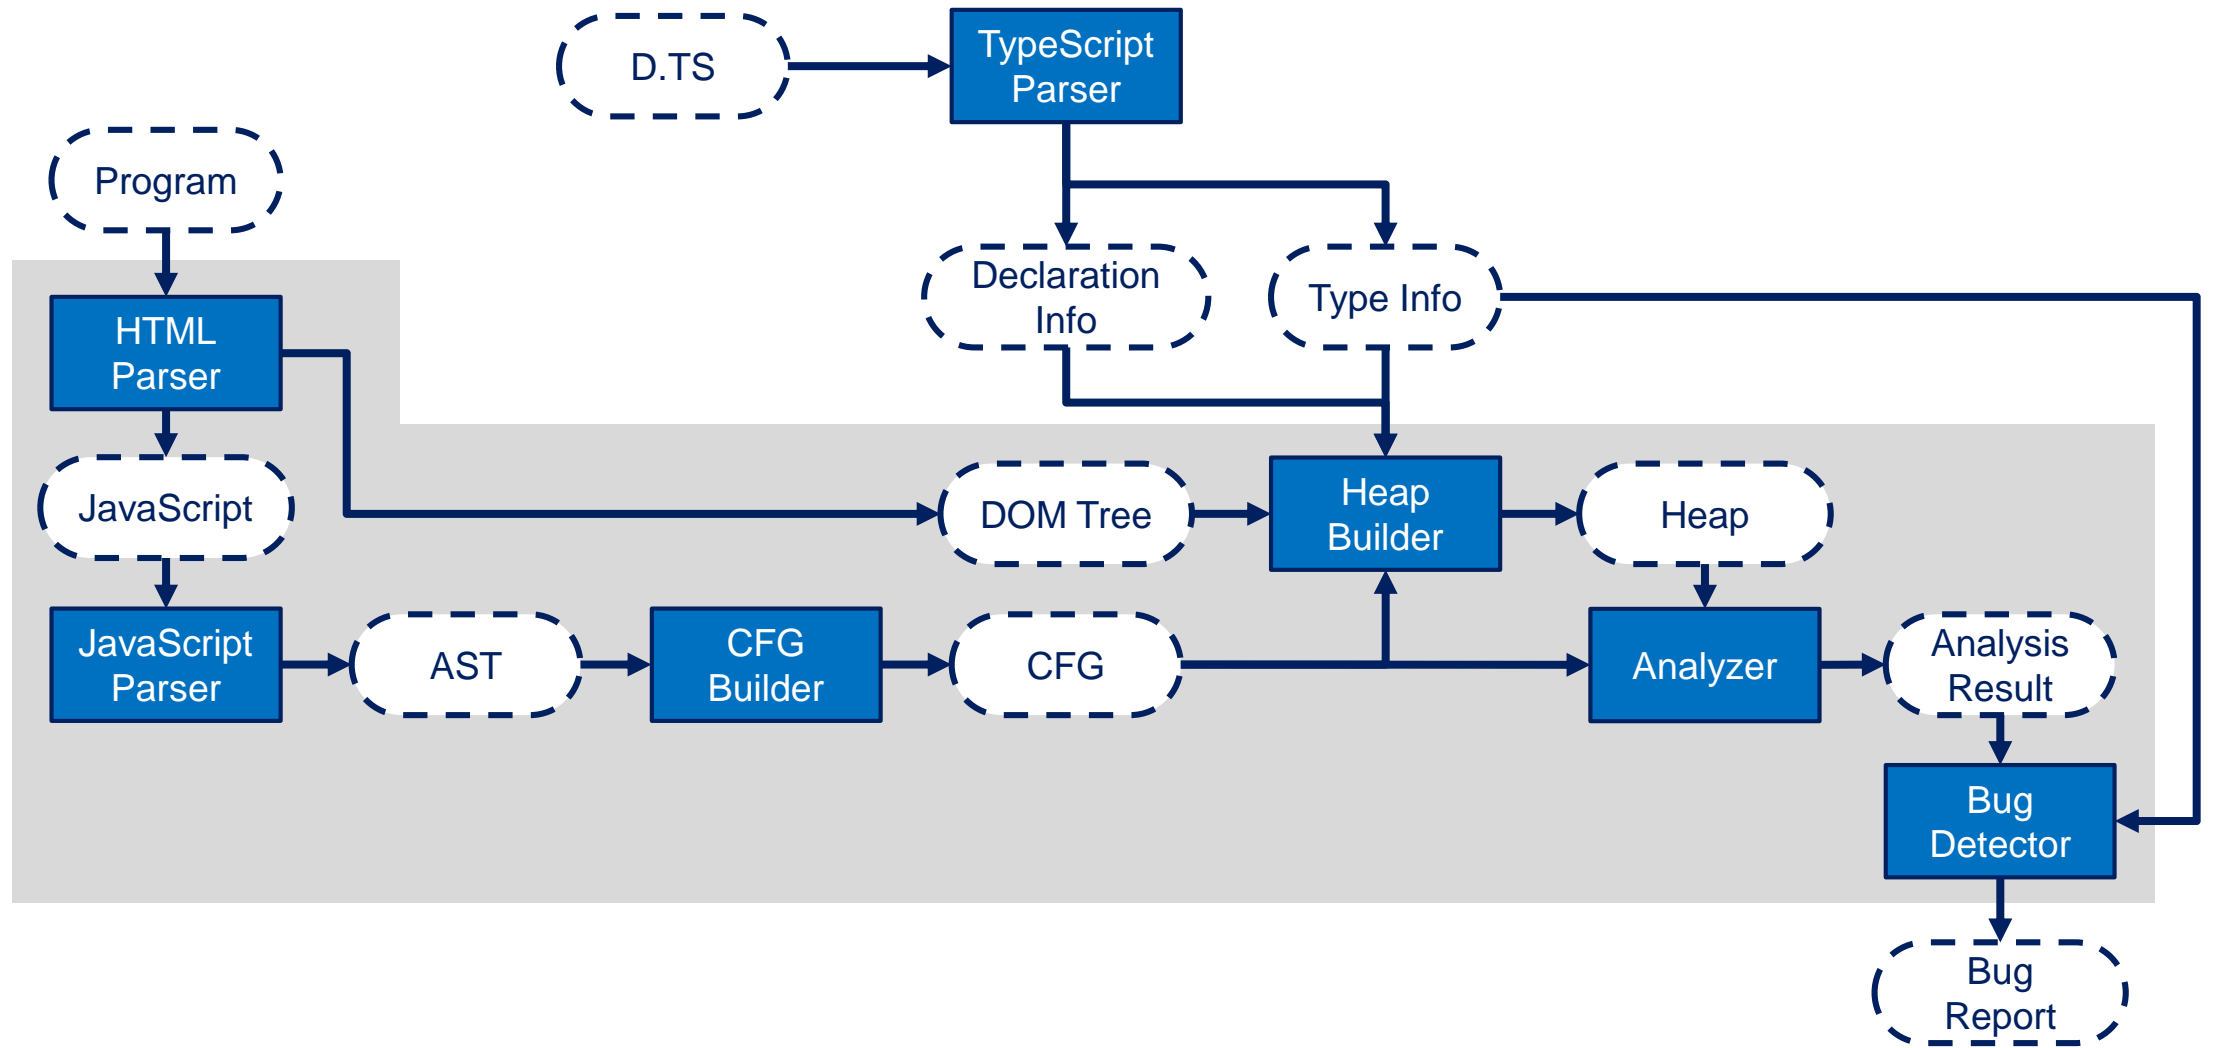 D.TS
TypeScript
Parser
Program
Declaration
Info
Type Info
HTML
Parser
JavaScript
DOM Tree
Heap
Builder
Heap
JavaScript
Parser
AST
CFG
Builder
CFG
Analyzer
Analysis
Result
Bug
Detector
Bug
Report